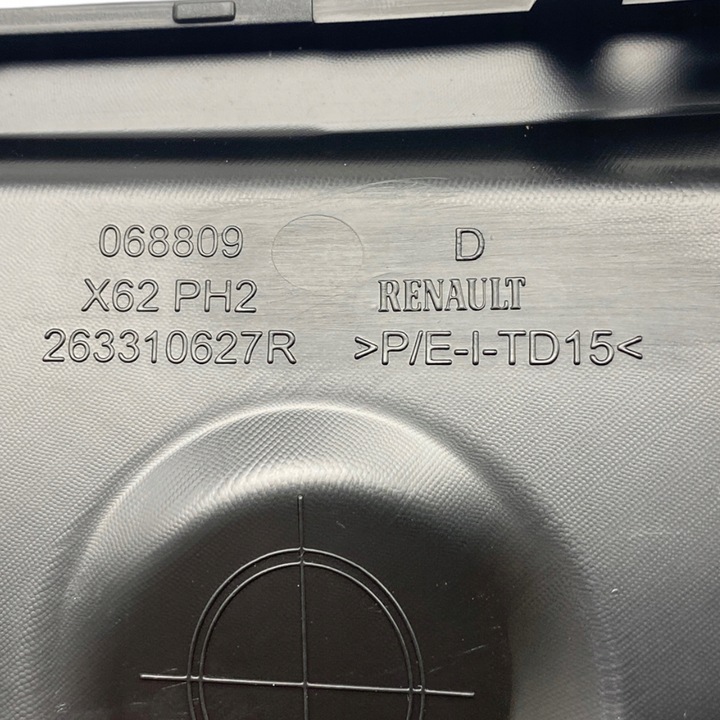 068809
X62 PH2
263310627R
D
RENAULT
>P/E-I-TD15<